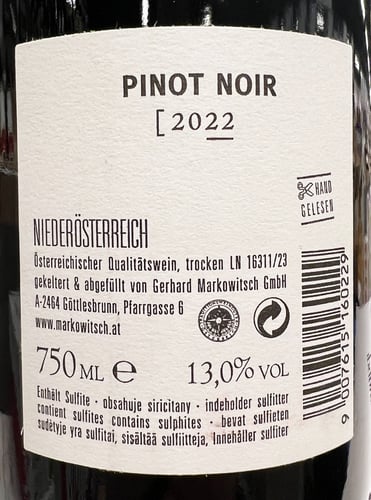 PINOT NOIR
[2022
HAND
GELESEN
NIEDERÖSTERREICH
Österreichischer Qualitätswein, trocken LN 16311/23
gekeltert & abgefüllt von Gerhard Markowitsch GmbH
A-2464 Göttlesbrunn, Pfarrgasse 6
www.markowitsch.at
750 ML ℮ 13,0% VOL
Enthält Sulfite · obsahuje siricitany · indeholder sulfitter
contient sulfites contains sulphites · bevat sulfieten
sudėtyje yra sulfitai, sisältää sulfiitteja, Innehåller sulfiter
9 007615 160229